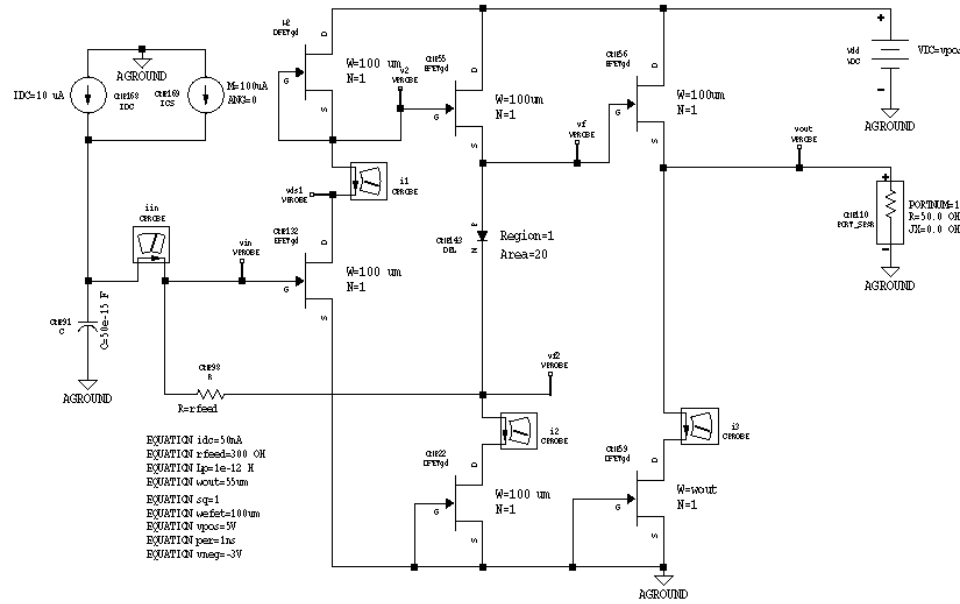 DFETgd
D
G
S
W=100 um
N=1
AGROUND
IDC=10 uA
IDC
ICS
M=100uA
ANG=0
v2
VPROBE
EFETgd
D
G
S
W=100um
N=1
EFETgd
D
G
S
W=100um
N=1
vdd
VDC
VDC=vpos
AGROUND
vf
VPROBE
vout
VPROBE
i1
CPROBE
vds1
VPROBE
iin
CPROBE
vin
VPROBE
EFETgd
D
G
S
W=100 um
N=1
P
N
Region=1
Area=20
PORTNUM=1
R=50.0 OH
JX=0.0 OH
AGROUND
C
C=50e-15 F
AGROUND
R
R=rfeed
vf2
VPROBE
i2
CPROBE
i3
CPROBE
DFETgd
D
G
S
W=100 um
N=1
DFETgd
D
G
S
W=wout
N=1
AGROUND
EQUATION idc=50mA
EQUATION rfeed=300 OH
EQUATION Lp=1e-12 H
EQUATION wout=55um
EQUATION sq=1
EQUATION wefet=100um
EQUATION vpos=5V
EQUATION per=1ns
EQUATION vneg=-3V